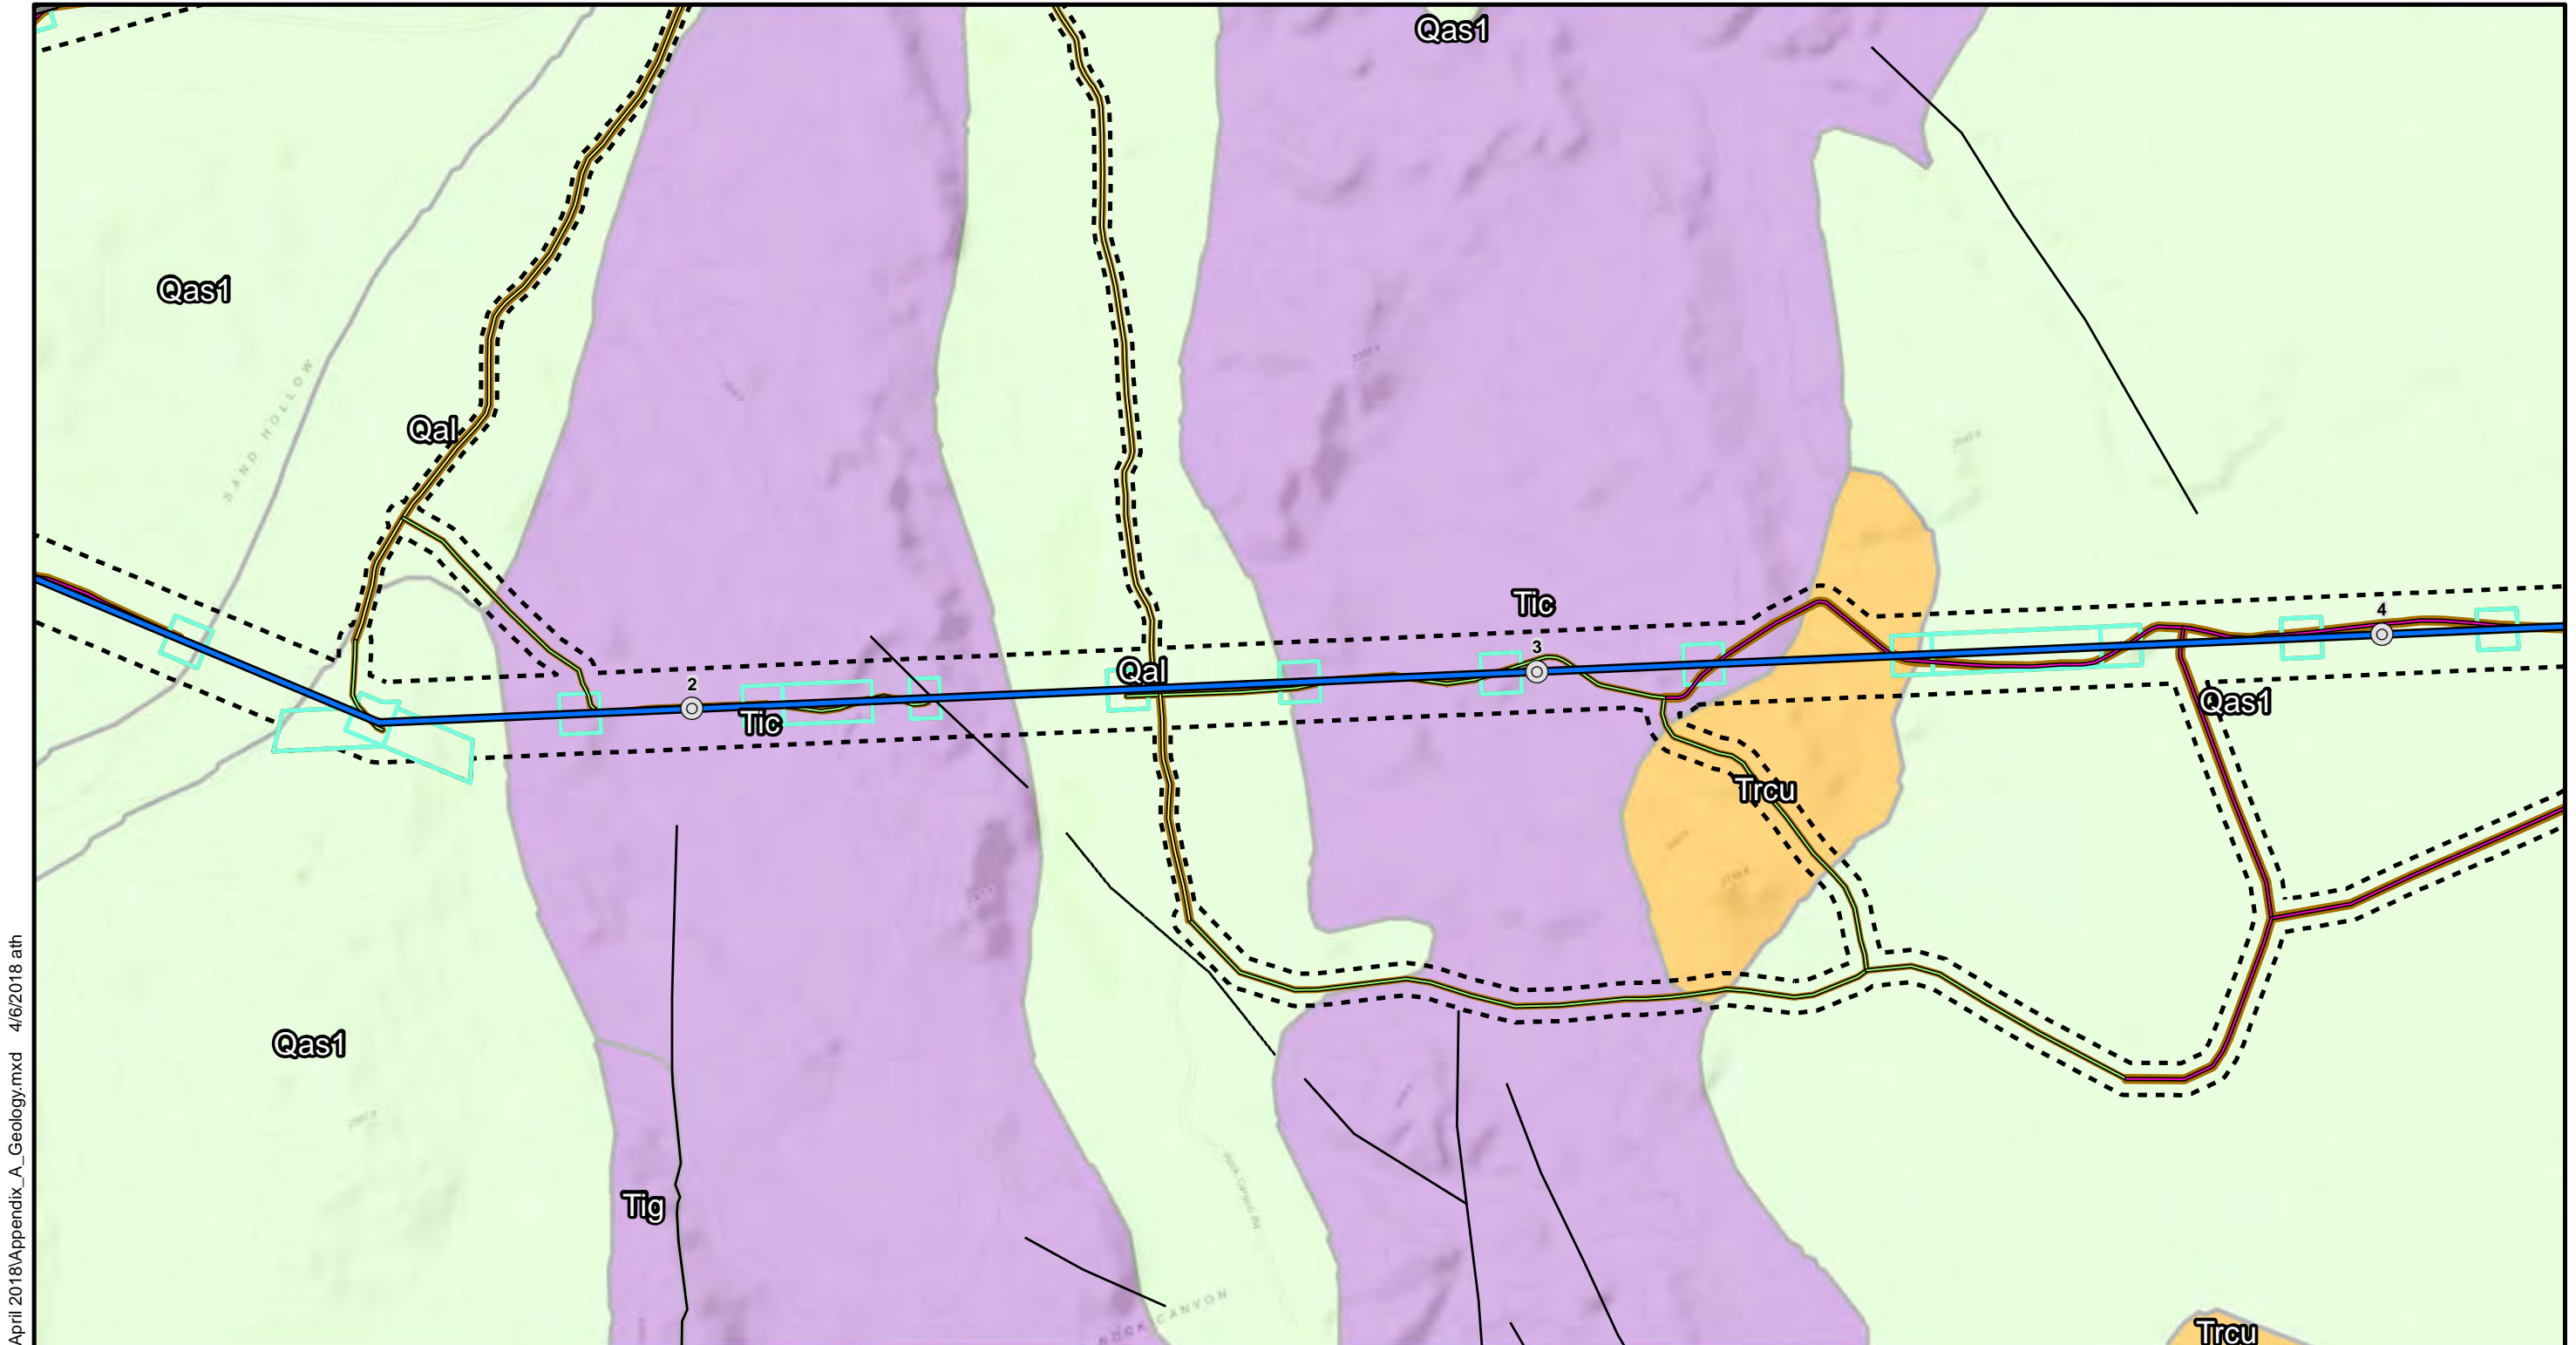 Qas1
Qas1
SAND HOLLOW
Qal
Tic
3
4
2
Qal
Tic
Qas1
Trcu
Qas1
Tig
ROCK CANYON
Trcu
April 2018\Appendix_A_Geology.mxd 4/6/2018 ath